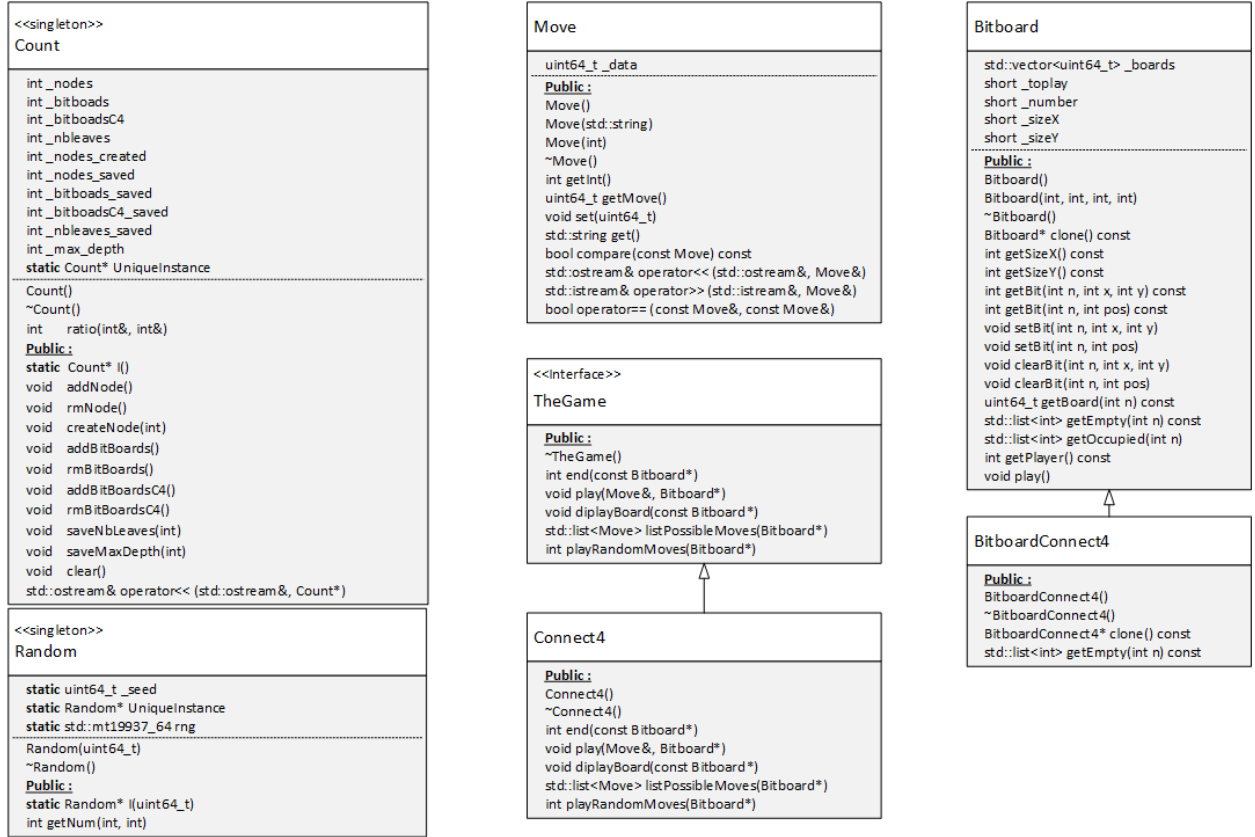 <<singleton>>
Count
int _nodes
int _bitboads
int _bitboadsC4
int _nbleaves
int _nodes_created
int _nodes_saved
int _bitboads_saved
int _bitboadsC4_saved
int _nbleaves_saved
int _max_depth
static Count* UniqueInstance
Count()
~Count()
int ratio(int&, int&)
Public :
static Count* I()
void addNode()
void rmNode()
void createNode(int)
void addBitBoards()
void rmBitBoards()
void addBitBoardsC4()
void rmBitBoardsC4()
void saveNbLeaves(int)
void saveMaxDepth(int)
void clear()
std::ostream& operator<< (std::ostream&, Count*)
<<singleton>>
Random
static uint64_t _seed
static Random* UniqueInstance
static std::mt19937_64 rng
Random(uint64_t)
~Random()
Public :
static Random* I(uint64_t)
int getNum(int, int)
Move
uint64_t _data
Public :
Move()
Move(std::string)
Move(int)
~Move()
int getInt()
uint64_t getMove()
void set(uint64_t)
std::string get()
bool compare(const Move) const
std::ostream& operator<< (std::ostream&, Move&)
std::istream& operator>> (std::istream&, Move&)
bool operator== (const Move&, const Move&)
<<Interface>>
TheGame
Public :
~TheGame()
int end(const Bitboard*)
void play(Move&, Bitboard*)
void diplayBoard(const Bitboard*)
std::list<Move> listPossibleMoves(Bitboard*)
int playRandomMoves(Bitboard*)
Connect4
Public :
Connect4()
~Connect4()
int end(const Bitboard*)
void play(Move&, Bitboard*)
void diplayBoard(const Bitboard*)
std::list<Move> listPossibleMoves(Bitboard*)
int playRandomMoves(Bitboard*)
Bitboard
std::vector<uint64_t> _boards
short _toplay
short _number
short _sizeX
short _sizeY
Public :
Bitboard()
Bitboard(int, int, int, int)
~Bitboard()
Bitboard* clone() const
int getSizeX() const
int getSizeY() const
int getBit(int n, int x, int y) const
int getBit(int n, int pos) const
void setBit(int n, int x, int y)
void setBit(int n, int pos)
void clearBit(int n, int x, int y)
void clearBit(int n, int pos)
uint64_t getBoard(int n) const
std::list<int> getEmpty(int n) const
std::list<int> getOccupied(int n)
int getPlayer() const
void play()
BitboardConnect4
Public :
BitboardConnect4()
~BitboardConnect4()
BitboardConnect4* clone() const
std::list<int> getEmpty(int n) const